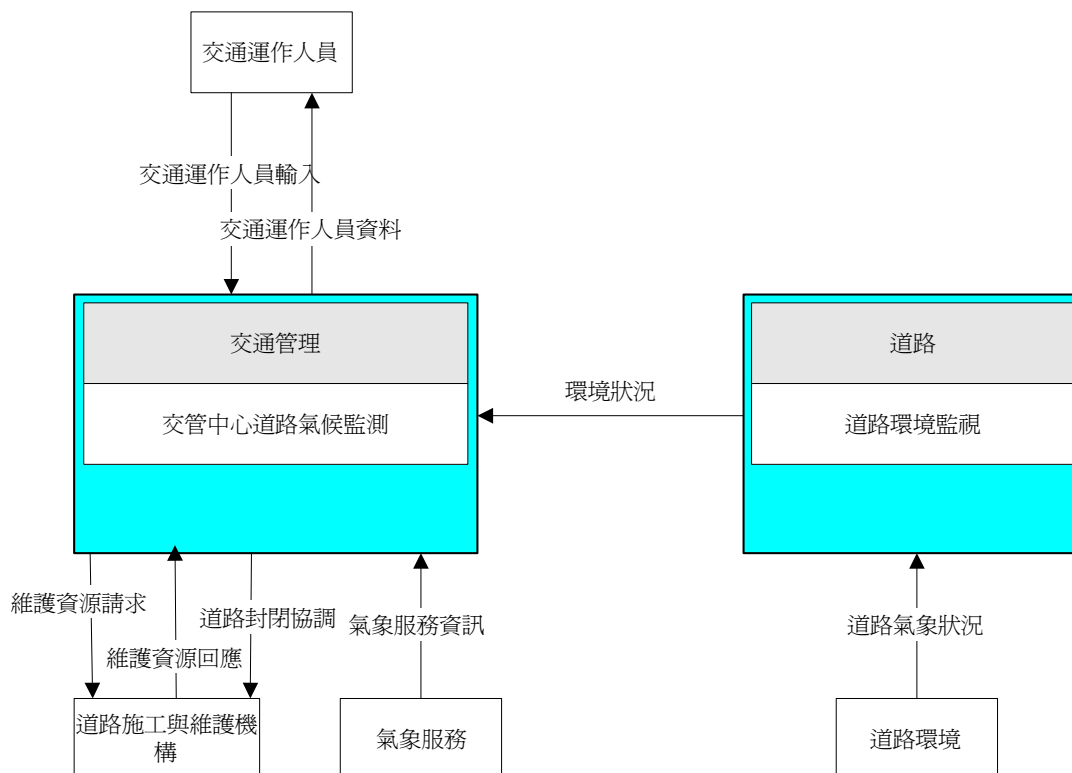 交通運作人員
交通運作人員輸入
交通運作人員資料
交通管理
道路
環境狀況
交管中心道路氣候監測
道路環境監視
維護資源請求
道路封閉協調
氣象服務資訊
道路氣象狀況
維護資源回應
道路施工與維護機
構
氣象服務
道路環境